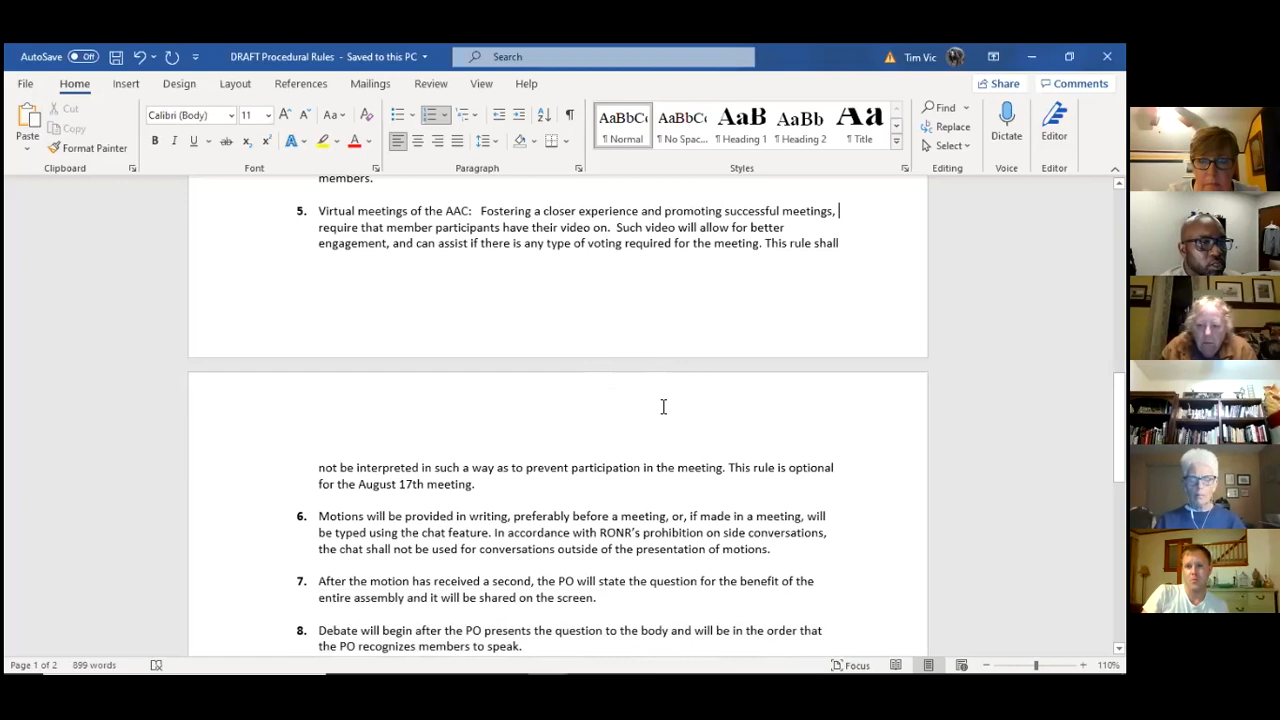 AutoSave Off DRAFT Procedural Rules - Saved to this PC Search Tim Vic
File Home Insert Design Layout References Mailings Review View Help Share Comments
Cut
Copy
Paste
Format Painter
Calibri (Body) 11
AaBbCc AaBbCc AaB AaBb Aa
¶ Normal ¶ No Spac... ¶ Heading 1 ¶ Heading 2 ¶ Title
Find
Replace
Select
Dictate Editor
Clipboard Font Paragraph Styles Editing Voice Editor
members.
5. Virtual meetings of the AAC: Fostering a closer experience and promoting successful meetings,
require that member participants have their video on. Such video will allow for better
engagement, and can assist if there is any type of voting required for the meeting. This rule shall
not be interpreted in such a way as to prevent participation in the meeting. This rule is optional
for the August 17th meeting.
6. Motions will be provided in writing, preferably before a meeting, or, if made in a meeting, will
be typed using the chat feature. In accordance with RONR's prohibition on side conversations,
the chat shall not be used for conversations outside of the presentation of motions.
7. After the motion has received a second, the PO will state the question for the benefit of the
entire assembly and it will be shared on the screen.
8. Debate will begin after the PO presents the question to the body and will be in the order that
the PO recognizes members to speak.
Page 1 of 2 899 words Focus 110%